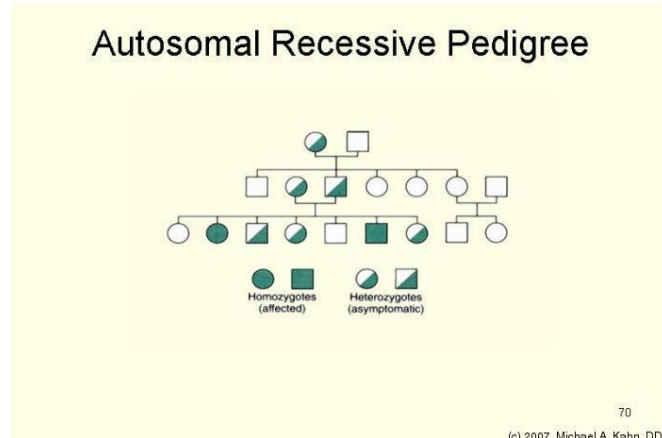 Autosomal Recessive Pedigree
Homozygotes
(affected)
Heterozygotes
(asymptomatic)
70
(c) 2007, Michael A. Kahn, DD